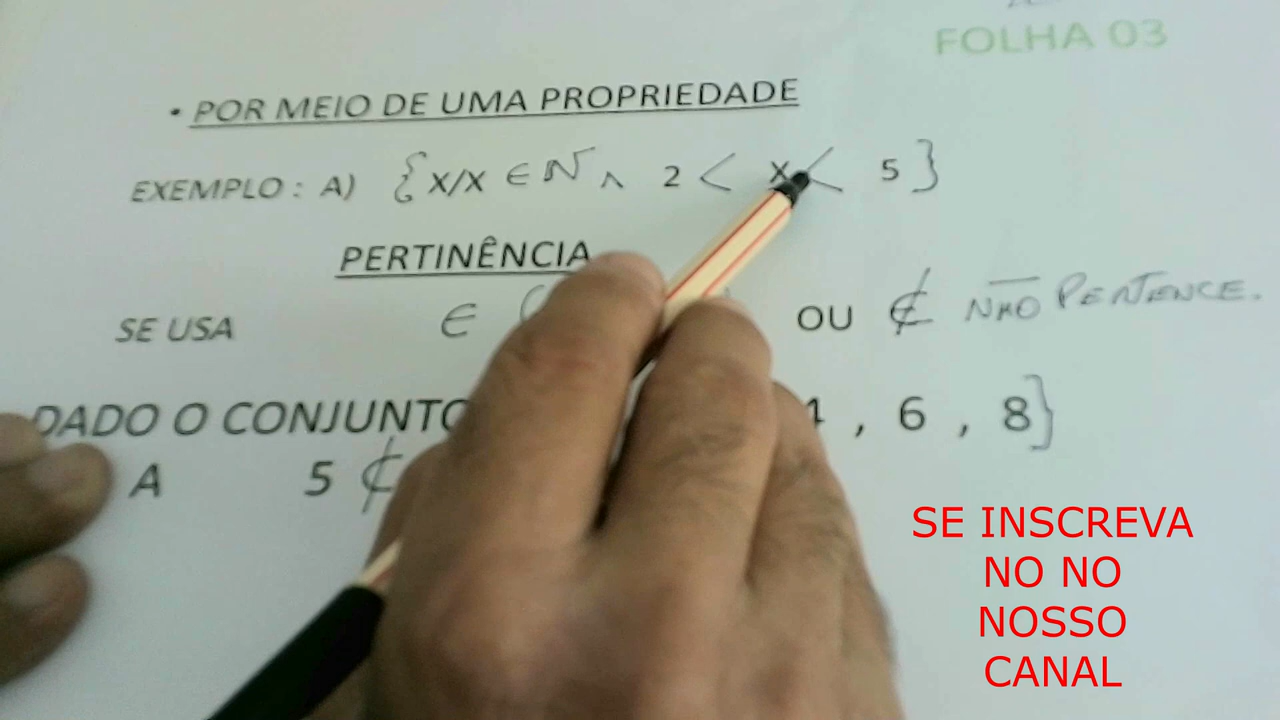 FOLHA 03
• POR MEIO DE UMA PROPRIEDADE
EXEMPLO : A) { X/X ∈ ℕ ∧ 2 < X < 5 }
PERTINÊNCIA
SE USA ∈ ( OU ∉ NÃO PERTENCE.
DADO O CONJUNTO 4 , 6 , 8}
A 5 ∉
SE INSCREVA
NO NO
NOSSO
CANAL